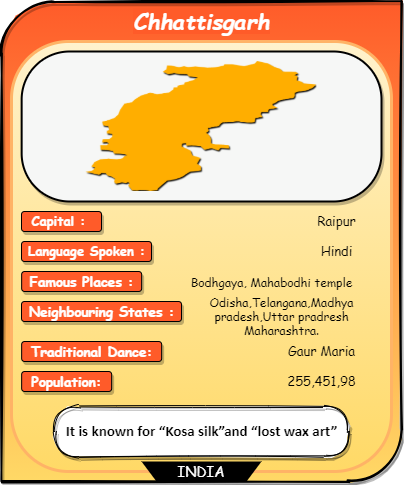 Chhattisgarh
Capital : Raipur
Language Spoken : Hindi
Famous Places : Bodhgaya, Mahabodhi temple
Neighbouring States : Odisha,Telangana,Madhya
pradesh,Uttar pradresh
Maharashtra.
Traditional Dance: Gaur Maria
Population: 255,451,98
It is known for “Kosa silk”and “lost wax art”
INDIA